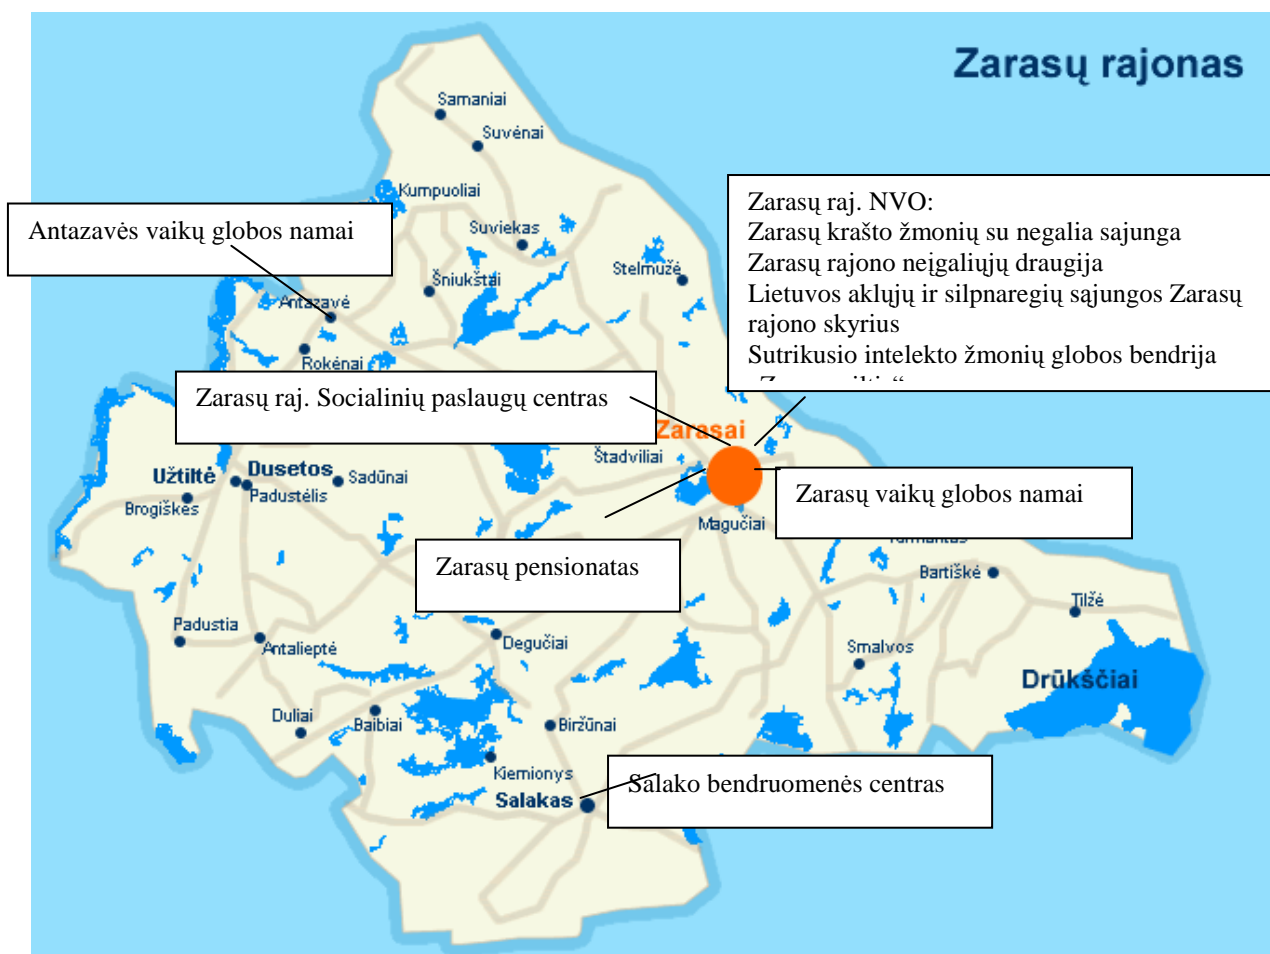 Zarasų rajonas
Samaniai
Suvėnai
Kumpuoliai
Zarasų raj. NVO:
Zarasų krašto žmonių su negalia sajunga
Zarasų rajono neįgaliųjų draugija
Lietuvos aklųjų ir silpnaregių sąjungos Zarasų
rajono skyrius
Sutrikusio intelekto žmonių globos bendrija
Antazavės vaikų globos namai
Suviekas
Stelmužė
Šniukštai
Antazavė
Rokėnai
Zarasų raj. Socialinių paslaugų centras
Zarasai
Štadviliai
Užtiltė
Dusetos
Sadūnai
Padustėlis
Brogiškės
Zarasų vaikų globos namai
Magučiai
Zarasų pensionatas
Bartiškė
Tilžė
Padustia
Antalieptė
Degučiai
Smalvos
Drūkščiai
Duliai
Baibiai
Biržūnai
Kiemionys
Salako bendruomenės centras
Salakas